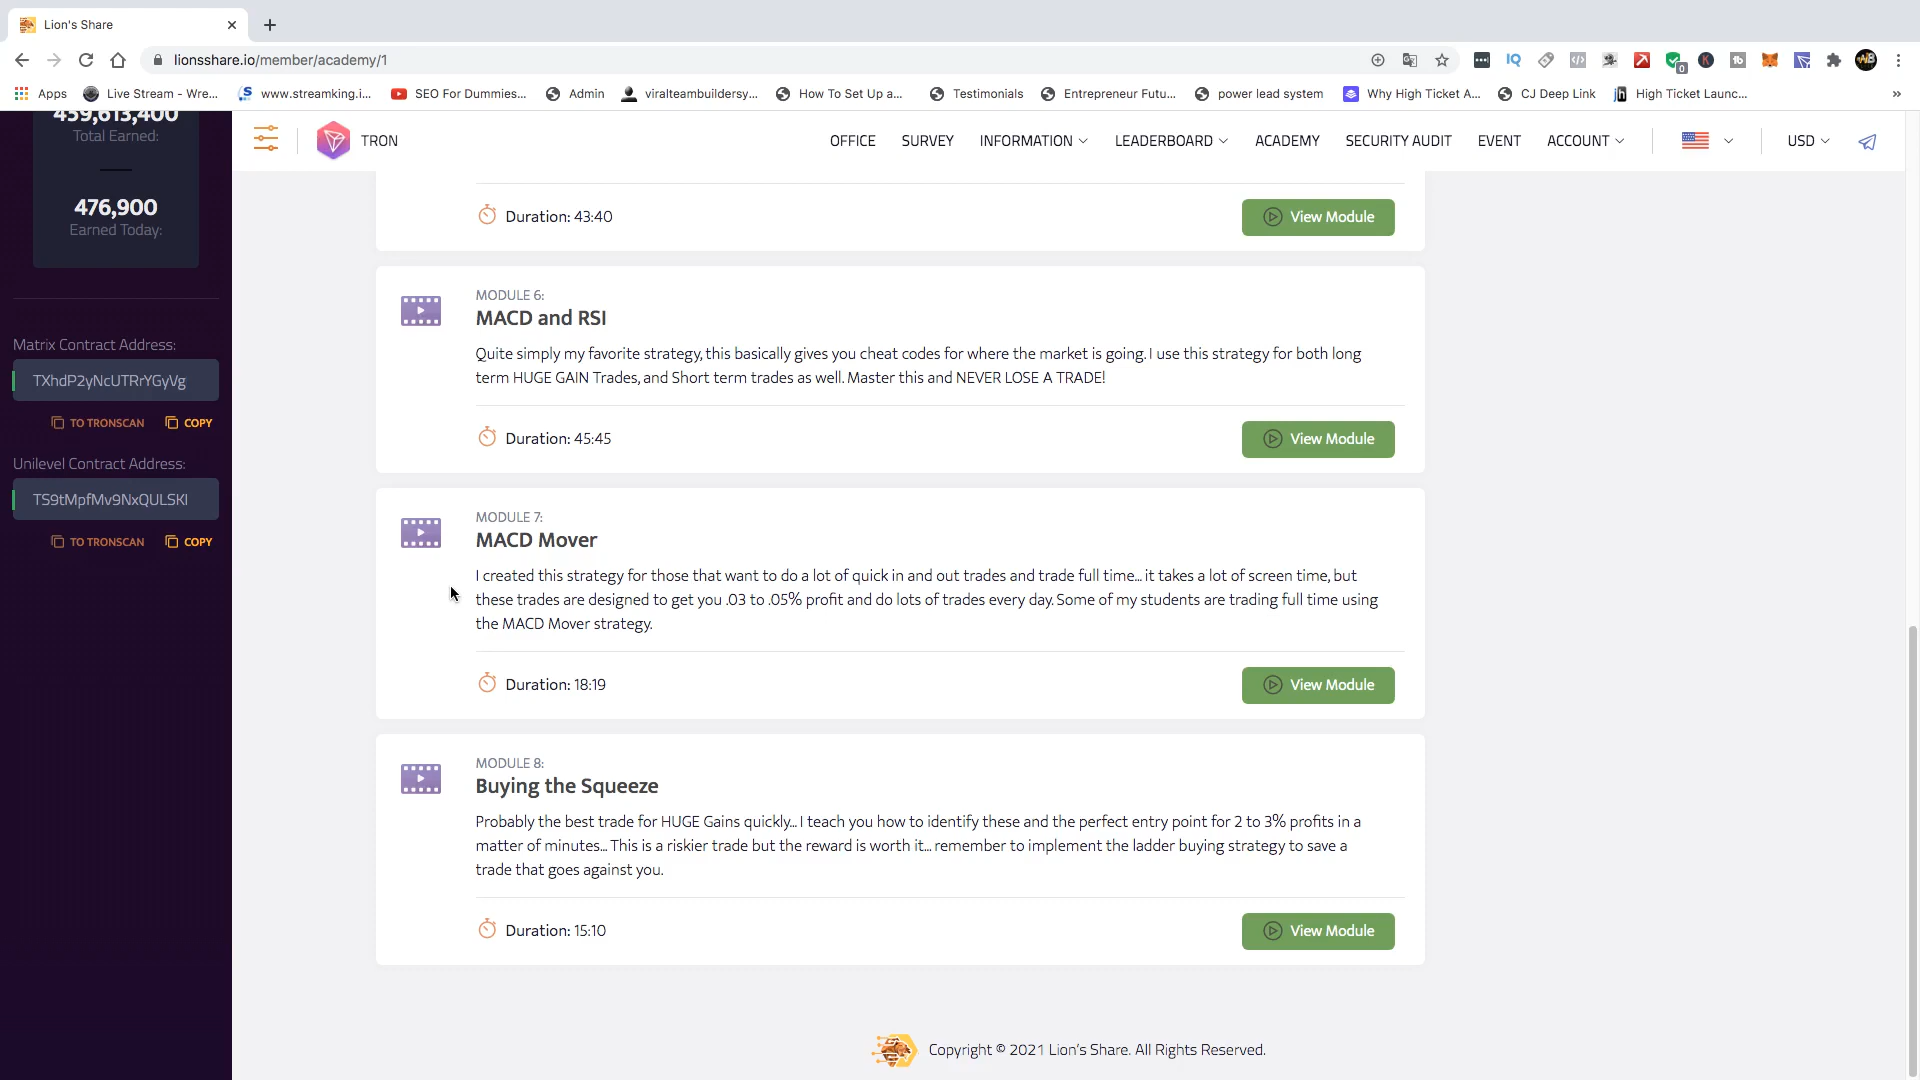 Lion's Share
lionsshare.io/member/academy/1
Apps
Live Stream - Wre...
www.streamking.i...
SEO For Dummies...
Admin
viralteambuildersy...
How To Set Up a...
Testimonials
Entrepreneur Futu...
power lead system
Why High Ticket A...
CJ Deep Link
High Ticket Launc...
»
TRON
OFFICE
SURVEY
INFORMATION
LEADERBOARD
ACADEMY
SECURITY AUDIT
EVENT
ACCOUNT
USD
459,613,400
Total Earned:
476,900
Earned Today:
Matrix Contract Address:
TXhdP2yNcUTRrYGyVg
TO TRONSCAN
COPY
Unilevel Contract Address:
TS9tMpfMv9NxQULSKI
TO TRONSCAN
COPY
Duration: 43:40
View Module
MODULE 6:
MACD and RSI
Quite simply my favorite strategy, this basically gives you cheat codes for where the market is going. I use this strategy for both long
term HUGE GAIN Trades, and Short term trades as well. Master this and NEVER LOSE A TRADE!
Duration: 45:45
View Module
MODULE 7:
MACD Mover
I created this strategy for those that want to do a lot of quick in and out trades and trade full time... it takes a lot of screen time, but
these trades are designed to get you .03 to .05% profit and do lots of trades every day. Some of my students are trading full time using
the MACD Mover strategy.
Duration: 18:19
View Module
MODULE 8:
Buying the Squeeze
Probably the best trade for HUGE Gains quickly... I teach you how to identify these and the perfect entry point for 2 to 3% profits in a
matter of minutes... This is a riskier trade but the reward is worth it... remember to implement the ladder buying strategy to save a
trade that goes against you.
Duration: 15:10
View Module
Copyright © 2021 Lion's Share. All Rights Reserved.